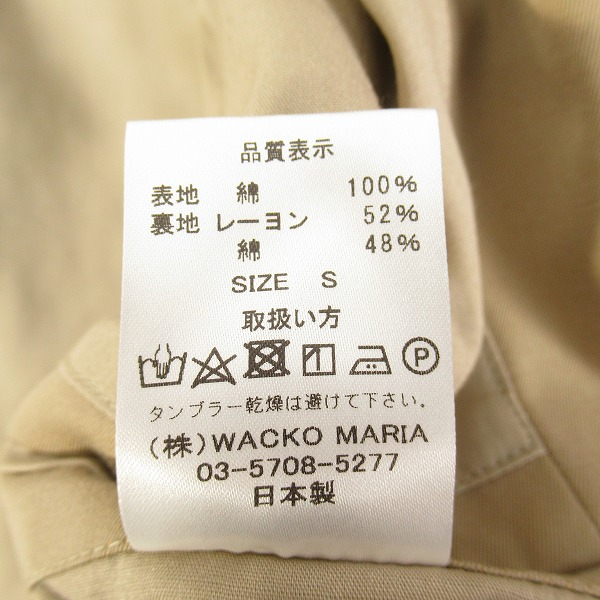 品質表示
表地 綿 100%
裏地 レーヨン 52%
綿 48%
SIZE S
取扱い方
P
タンブラー乾燥は避けて下さい。
(株)WACKO MARIA
03-5708-5277
日本製